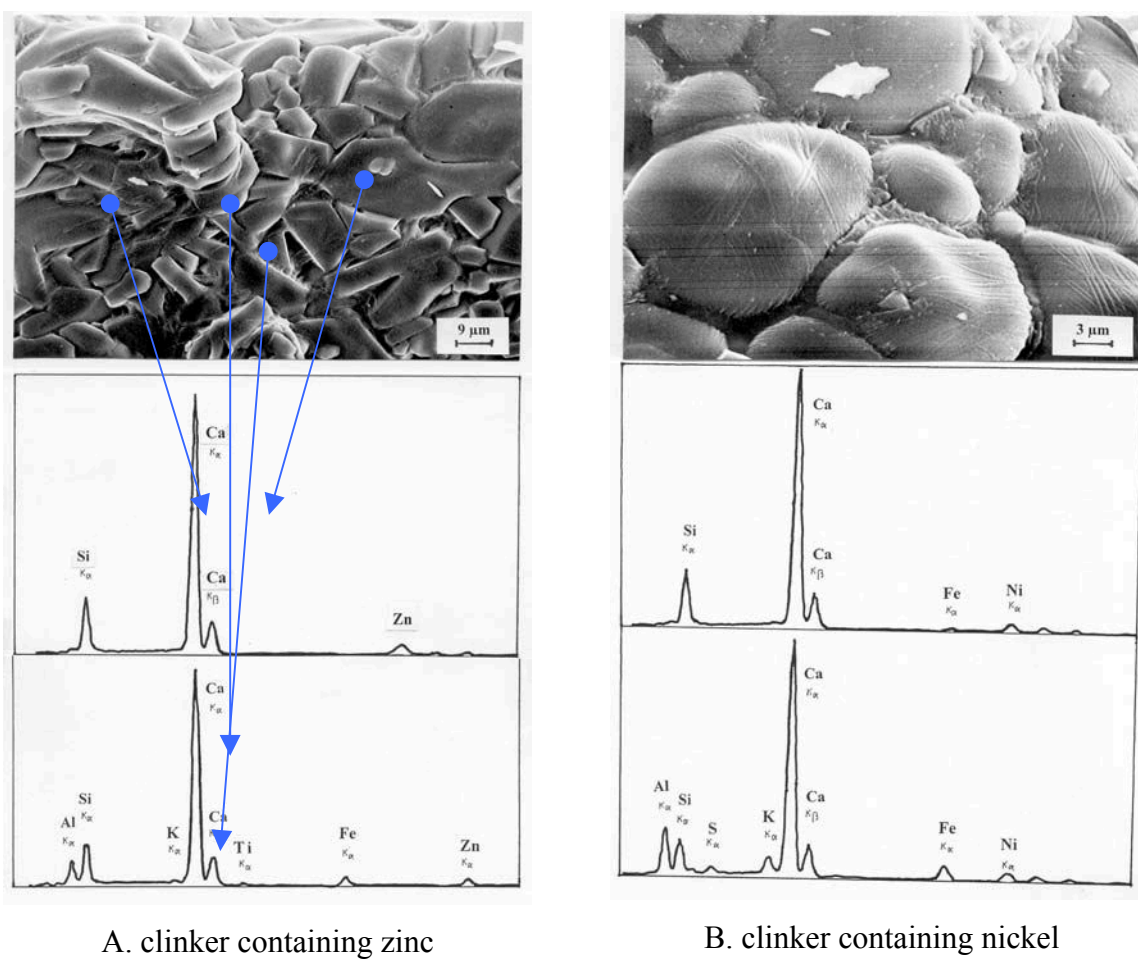 9 µm
3 µm
Ca
Kα
Si
Kα
Ca
Kβ
Zn
Ca
Kα
Si
Kα
Ca
Kβ
Fe
Kα
Ni
Kα
Ca
Kα
Al
Kα
Si
Kα
K
Kα
Ca
K
Ti
Kα
Fe
Kα
Zn
Kα
Ca
Kα
Al
Kα
Si
Kα
S
Kα
K
Kα
Ca
Kβ
Fe
Kα
Ni
Kα
A. clinker containing zinc
B. clinker containing nickel